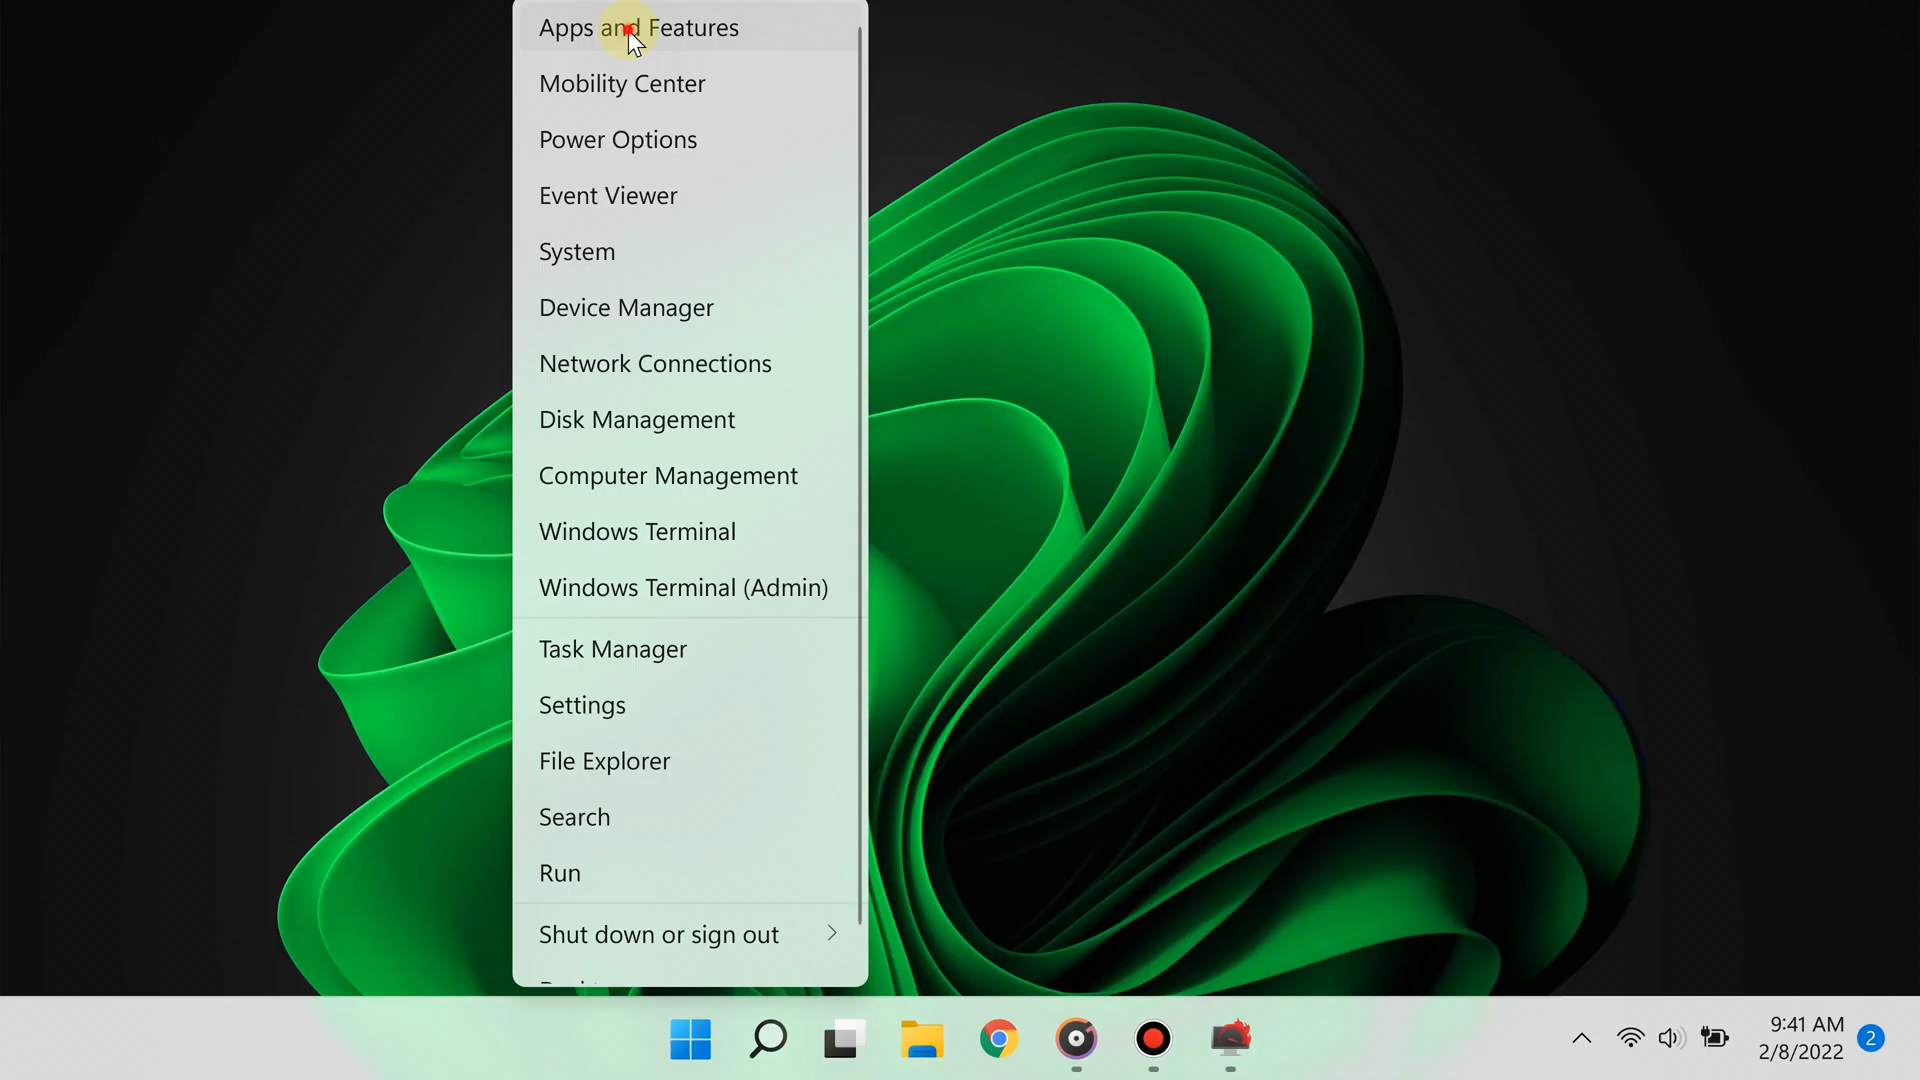 Apps and Features
Mobility Center
Power Options
Event Viewer
System
Device Manager
Network Connections
Disk Management
Computer Management
Windows Terminal
Windows Terminal (Admin)
Task Manager
Settings
File Explorer
Search
Run
Shut down or sign out
9:41 AM
2/8/2022
2